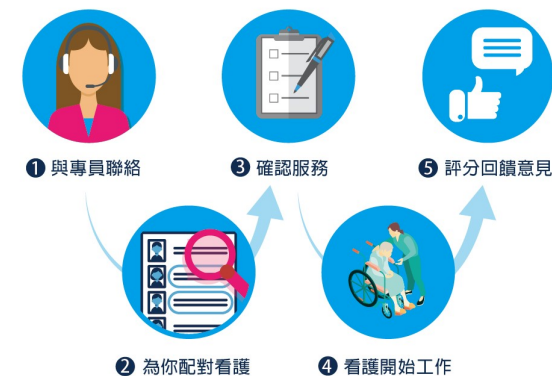 ❶ 與專員聯絡
❷ 為你配對看護
❸ 確認服務
❹ 看護開始工作
❺ 評分回饋意見